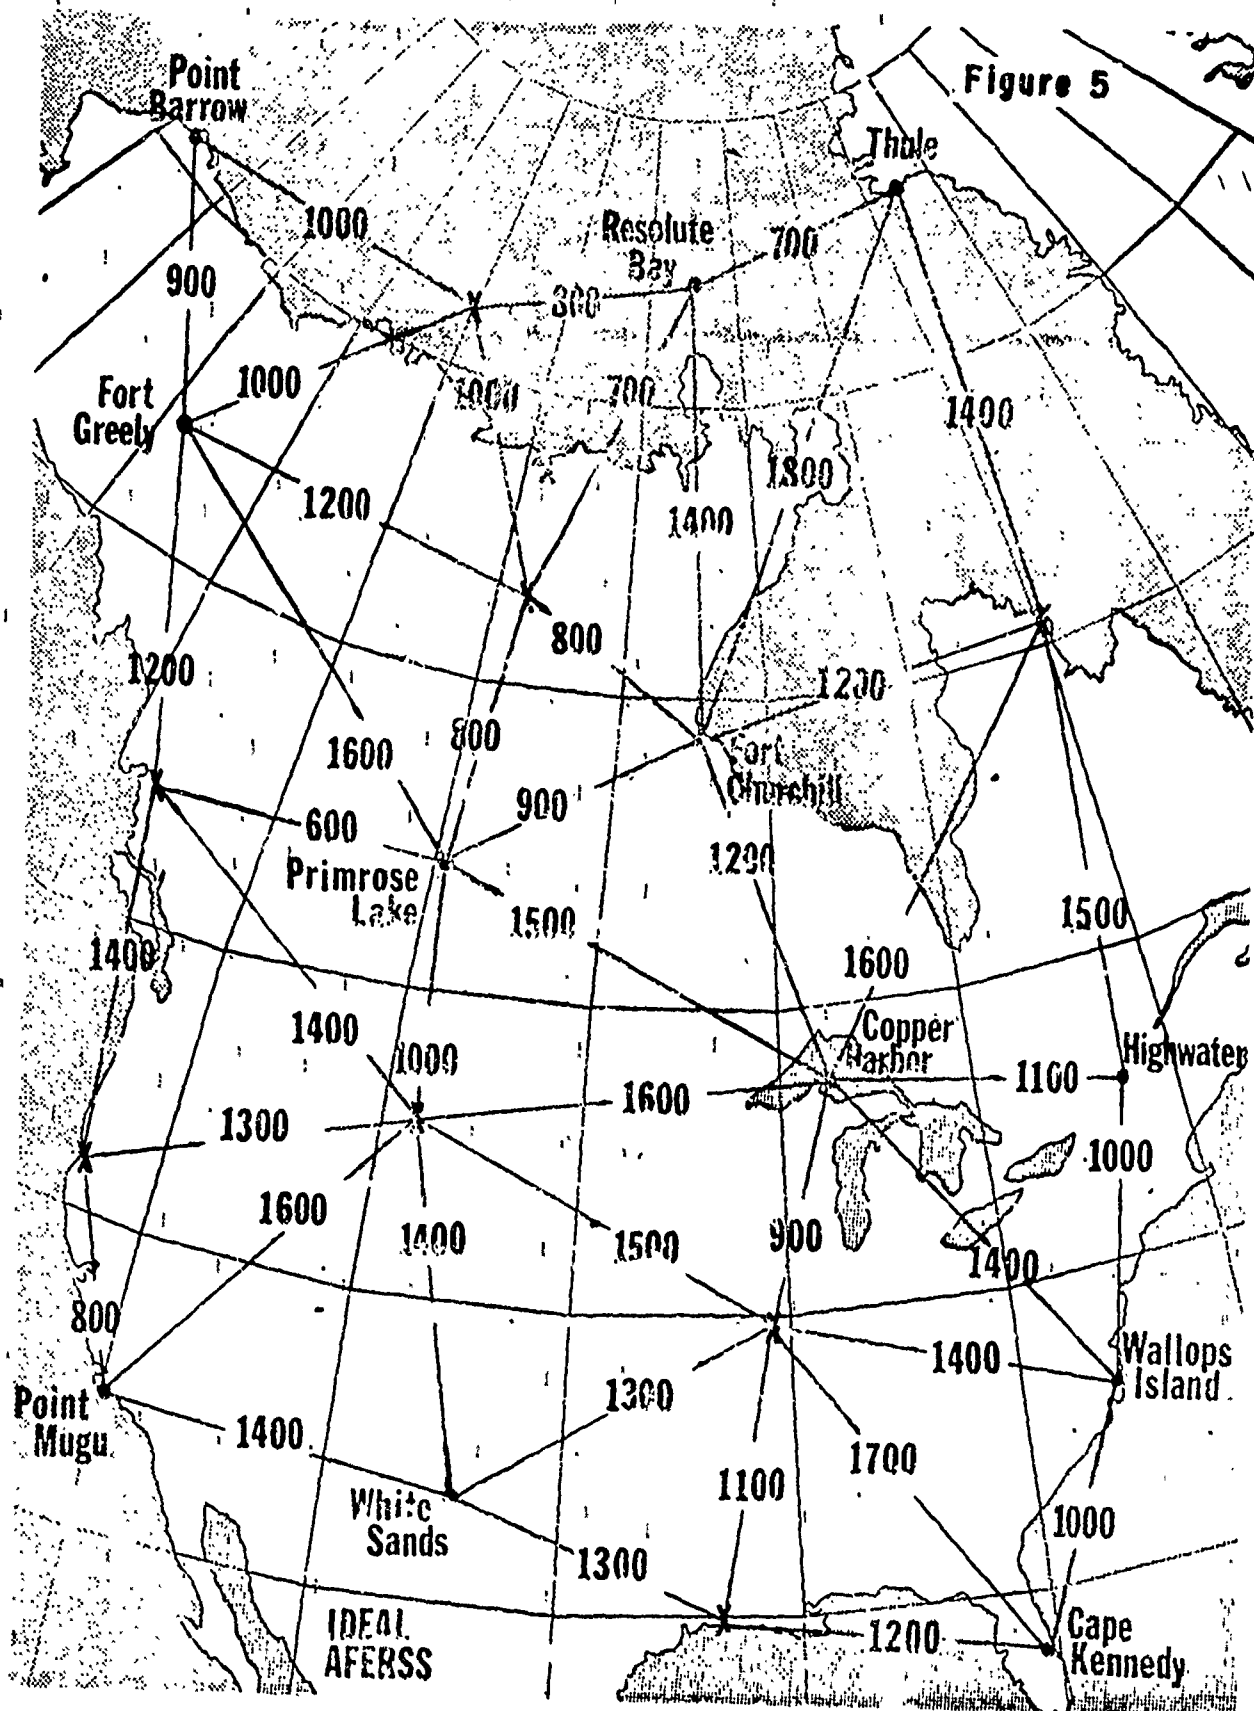 Figure 5
Point
Barrow
Thule
1000
Resolute
Bay
700
900
300
Fort
Greely
1000
1000
700
1400
1200
1800
1400
800
1200
1200
1600
800
Fort
Churchill
600
900
Primrose
Lake
1200
1500
1500
1400
1600
1400
1000
Copper
Harbor
Highwater
1600
1100
1300
1000
1600
1400
1500
900
1400
800
Wallops
Island
1400
Point
Mugu
1300
1400
1700
1100
White
Sands
1000
1300
IDEAL
AFERSS
1200
Cape
Kennedy